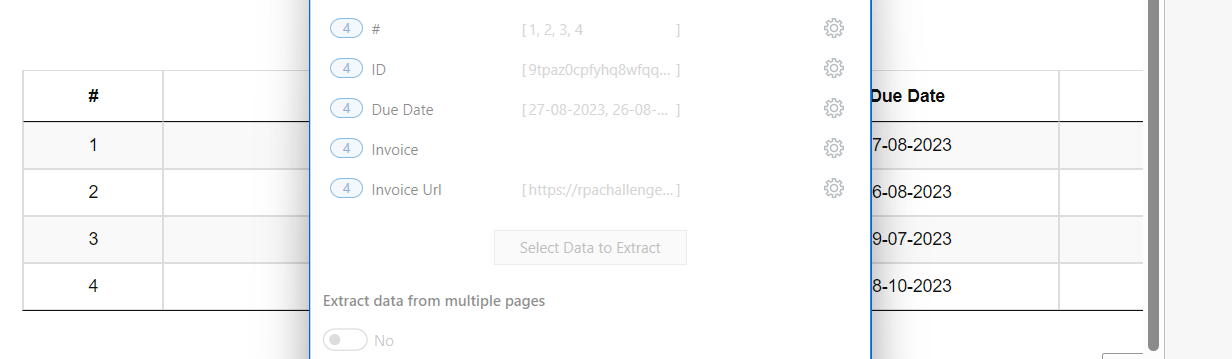 4 # [ 1, 2, 3, 4 ]
4 ID [ 9tpaz0cpfyhq8wfqq... ]
# Due Date
4 Due Date [ 27-08-2023, 26-08-... ]
1 7-08-2023
4 Invoice
2 6-08-2023
4 Invoice Url [ https://rpachallenge... ]
3 9-07-2023
Select Data to Extract
4 8-10-2023
Extract data from multiple pages
No